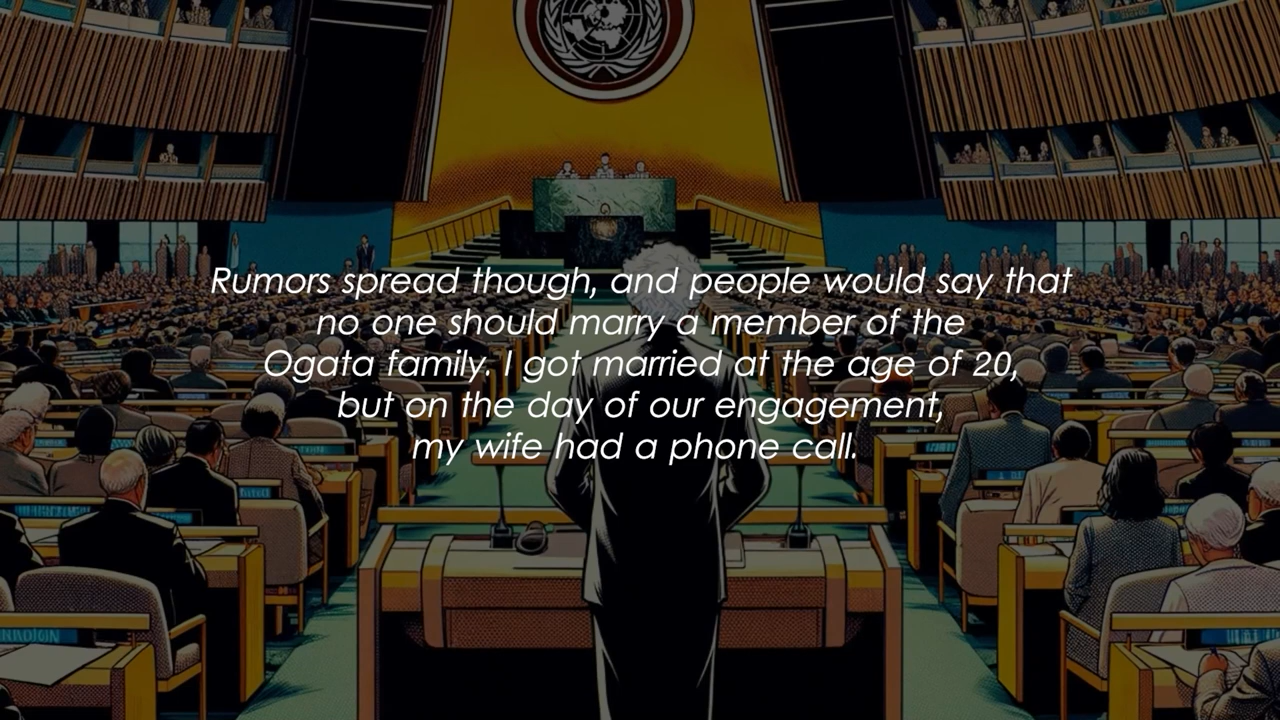 Rumors spread though, and people would say that
no one should marry a member of the
Ogata family. I got married at the age of 20,
but on the day of our engagement,
my wife had a phone call.